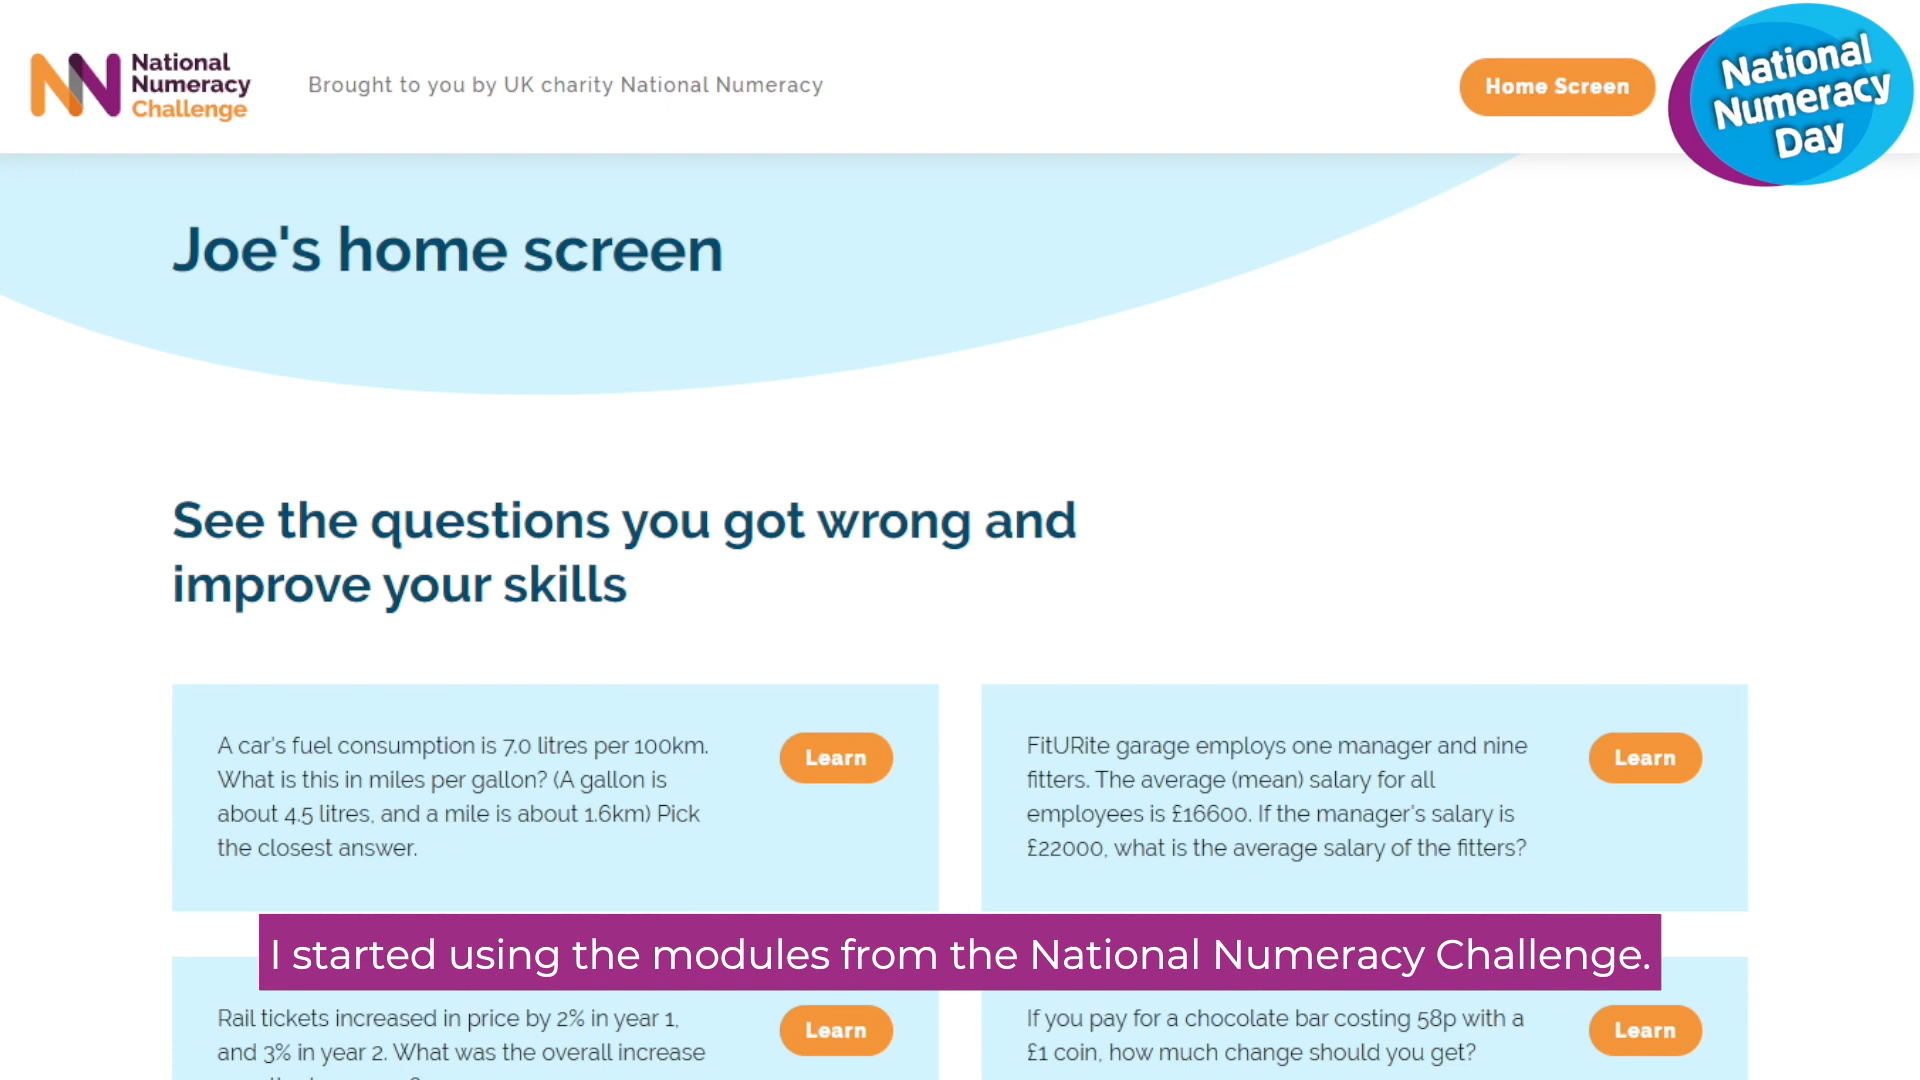 National
Numeracy
Challenge
Brought to you by UK charity National Numeracy
Home Screen
National
Numeracy
Day
Joe's home screen
See the questions you got wrong and
improve your skills
A car's fuel consumption is 7.0 litres per 100km.
What is this in miles per gallon? (A gallon is
about 4.5 litres, and a mile is about 1.6km) Pick
the closest answer.
Learn
FitURite garage employs one manager and nine
fitters. The average (mean) salary for all
employees is £16600. If the manager's salary is
£22000, what is the average salary of the fitters?
Learn
I started using the modules from the National Numeracy Challenge.
Rail tickets increased in price by 2% in year 1,
and 3% in year 2. What was the overall increase
Learn
If you pay for a chocolate bar costing 58p with a
£1 coin, how much change should you get?
Learn